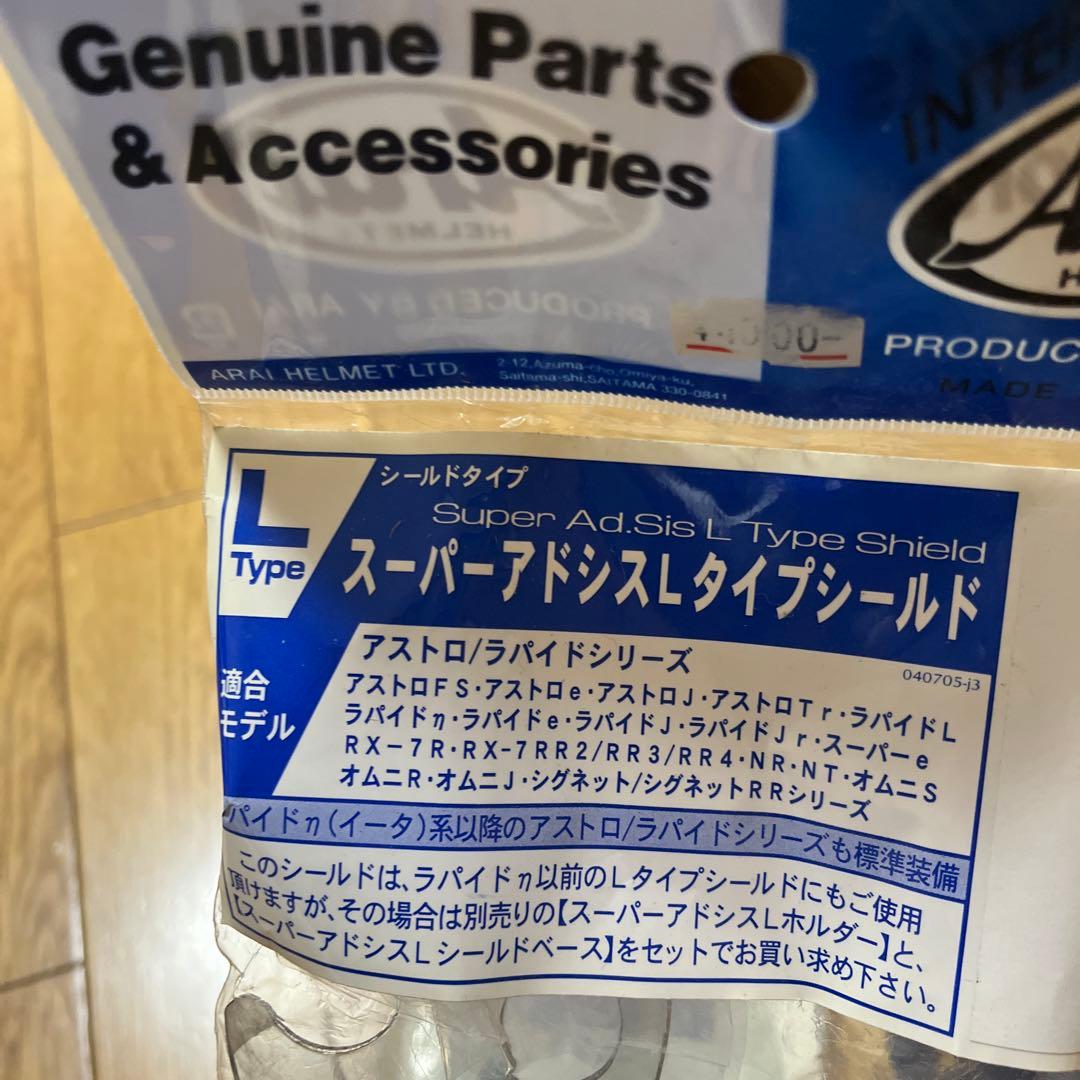 Genuine Parts
& Accessories
HELMET
PRODUCED BY ARAI
ARAI HELMET LTD.
2-12,Azuma-cho,Omiya-ku,
Saitama-shi,SAITAMA 330-0841
PRODUC
MADE
L
Type
シールドタイプ
Super Ad.Sis L Type Shield
スーパーアドシスLタイプシールド
適合
モデル
アストロ/ラパイドシリーズ
040705-j3
アストロFS・アストロe・アストロJ・アストロTr・ラパイドL
ラパイドη・ラパイドe・ラパイドJ・ラパイドJr・スーパーe
RX-7R・RX-7RR2/RR3/RR4・NR・NT・オムニS
オムニR・オムニJ・シグネット/シグネットRRシリーズ
パイドη(イータ)系以降のアストロ/ラパイドシリーズも標準装備
このシールドは、ラパイドη以前のLタイプシールドにもご使用
頂けますが、その場合は別売りの【スーパーアドシスLホルダー】と、
【スーパーアドシスLシールドベース】をセットでお買い求め下さい。